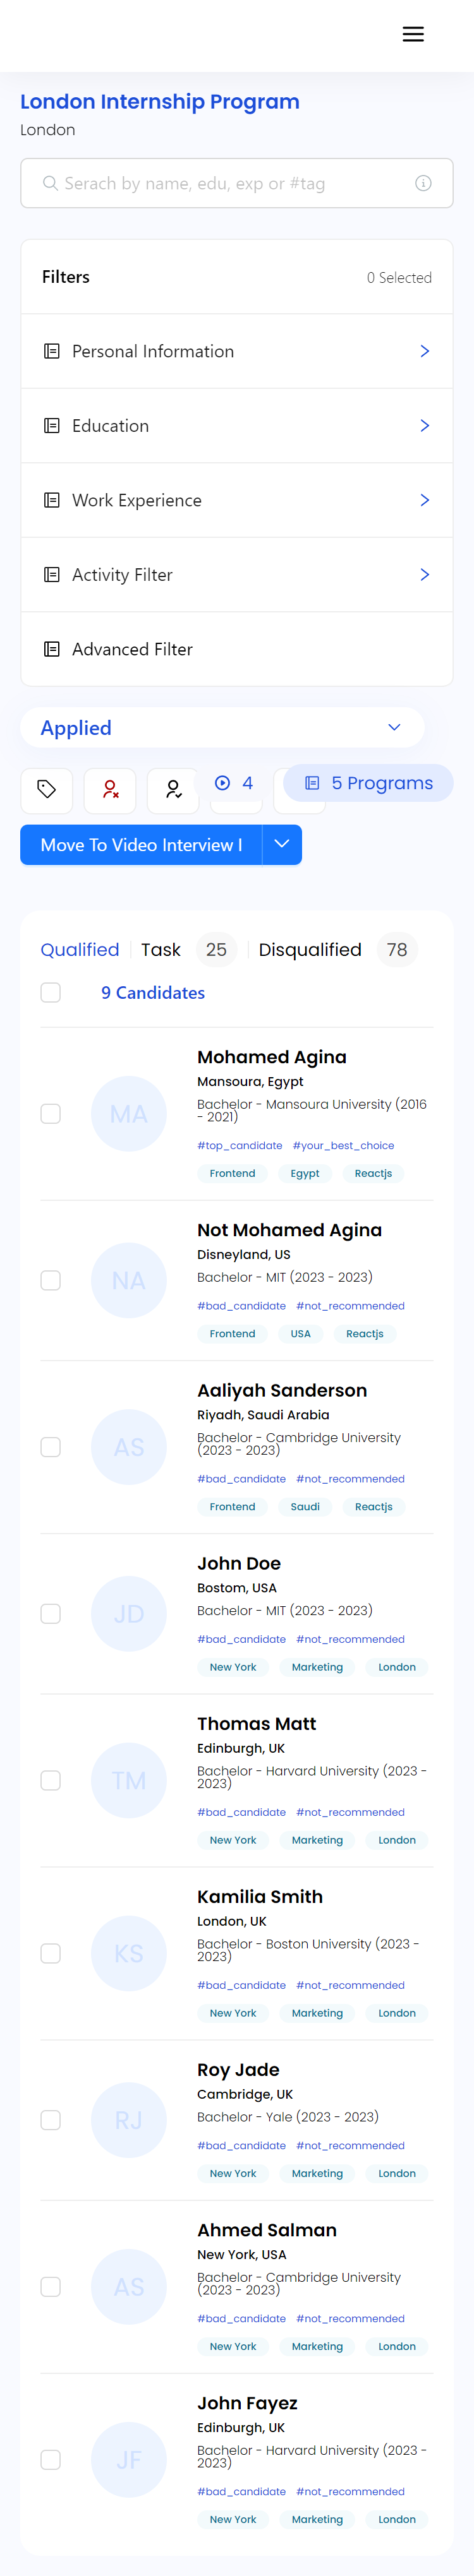 London Internship Program
London
Serach by name, edu, exp or #tag
Filters 0 Selected
Personal Information
Education
Work Experience
Activity Filter
Advanced Filter
Applied
4 5 Programs
Move To Video Interview I
Qualified Task 25 Disqualified 78
9 Candidates
MA
Mohamed Agina
Mansoura, Egypt
Bachelor - Mansoura University (2016
- 2021)
#top_candidate #your_best_choice
Frontend Egypt Reactjs
NA
Not Mohamed Agina
Disneyland, US
Bachelor - MIT (2023 - 2023)
#bad_candidate #not_recommended
Frontend USA Reactjs
AS
Aaliyah Sanderson
Riyadh, Saudi Arabia
Bachelor - Cambridge University
(2023 - 2023)
#bad_candidate #not_recommended
Frontend Saudi Reactjs
JD
John Doe
Bostom, USA
Bachelor - MIT (2023 - 2023)
#bad_candidate #not_recommended
New York Marketing London
TM
Thomas Matt
Edinburgh, UK
Bachelor - Harvard University (2023 -
2023)
#bad_candidate #not_recommended
New York Marketing London
KS
Kamilia Smith
London, UK
Bachelor - Boston University (2023 -
2023)
#bad_candidate #not_recommended
New York Marketing London
RJ
Roy Jade
Cambridge, UK
Bachelor - Yale (2023 - 2023)
#bad_candidate #not_recommended
New York Marketing London
AS
Ahmed Salman
New York, USA
Bachelor - Cambridge University
(2023 - 2023)
#bad_candidate #not_recommended
New York Marketing London
JF
John Fayez
Edinburgh, UK
Bachelor - Harvard University (2023 -
2023)
#bad_candidate #not_recommended
New York Marketing London